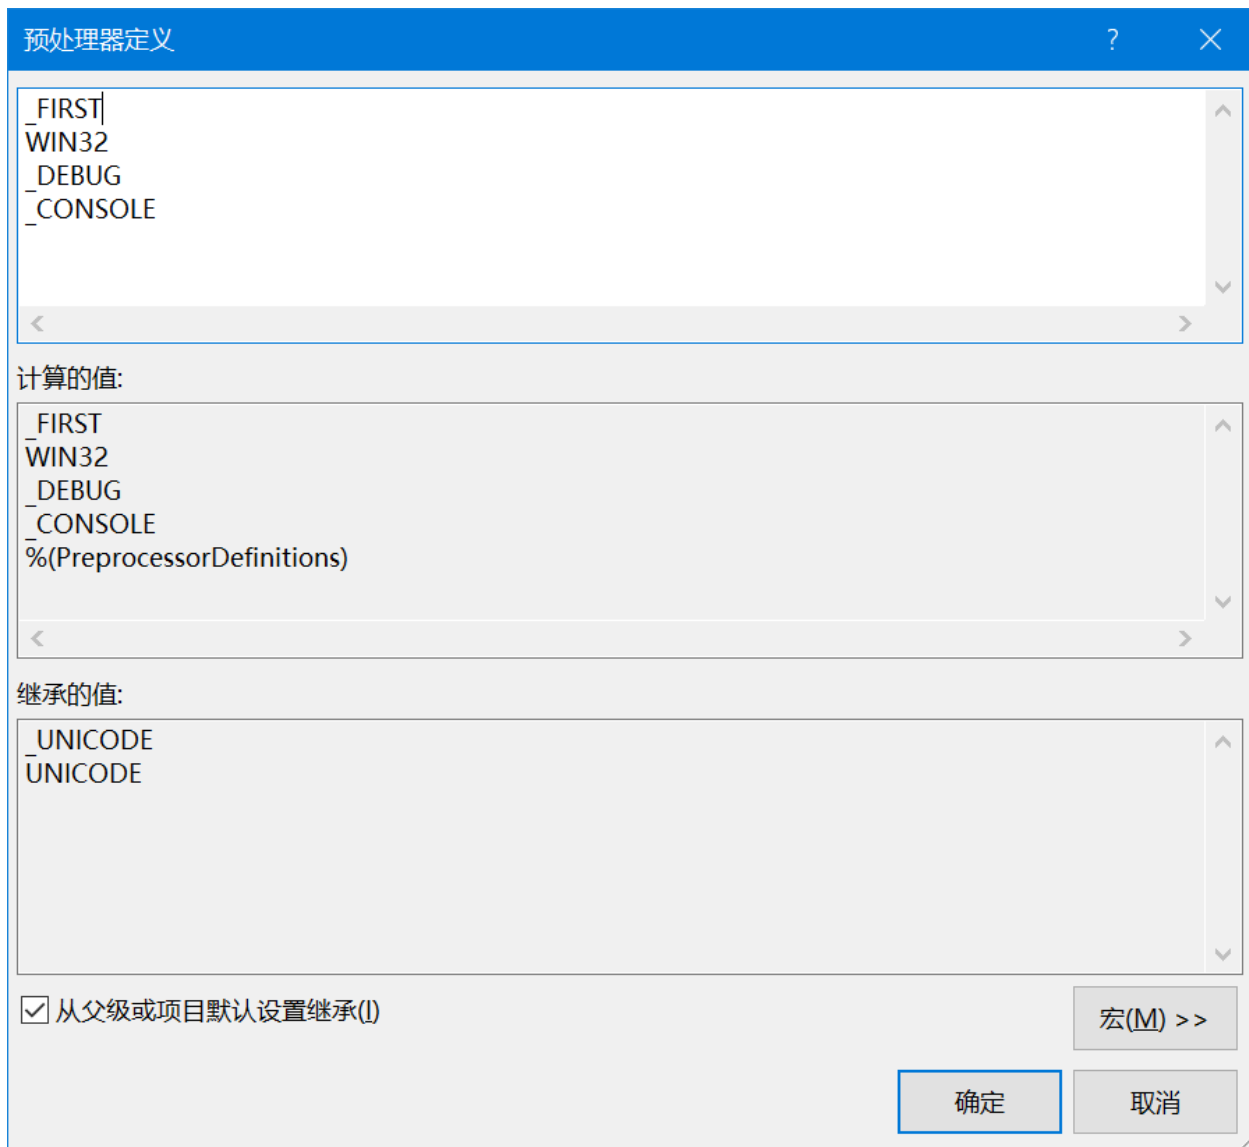 预处理器定义
_FIRST
WIN32
_DEBUG
_CONSOLE
计算的值:
_FIRST
WIN32
_DEBUG
_CONSOLE
%(PreprocessorDefinitions)
继承的值:
_UNICODE
UNICODE
从父级或项目默认设置继承(I)
宏(M) >>
确定
取消